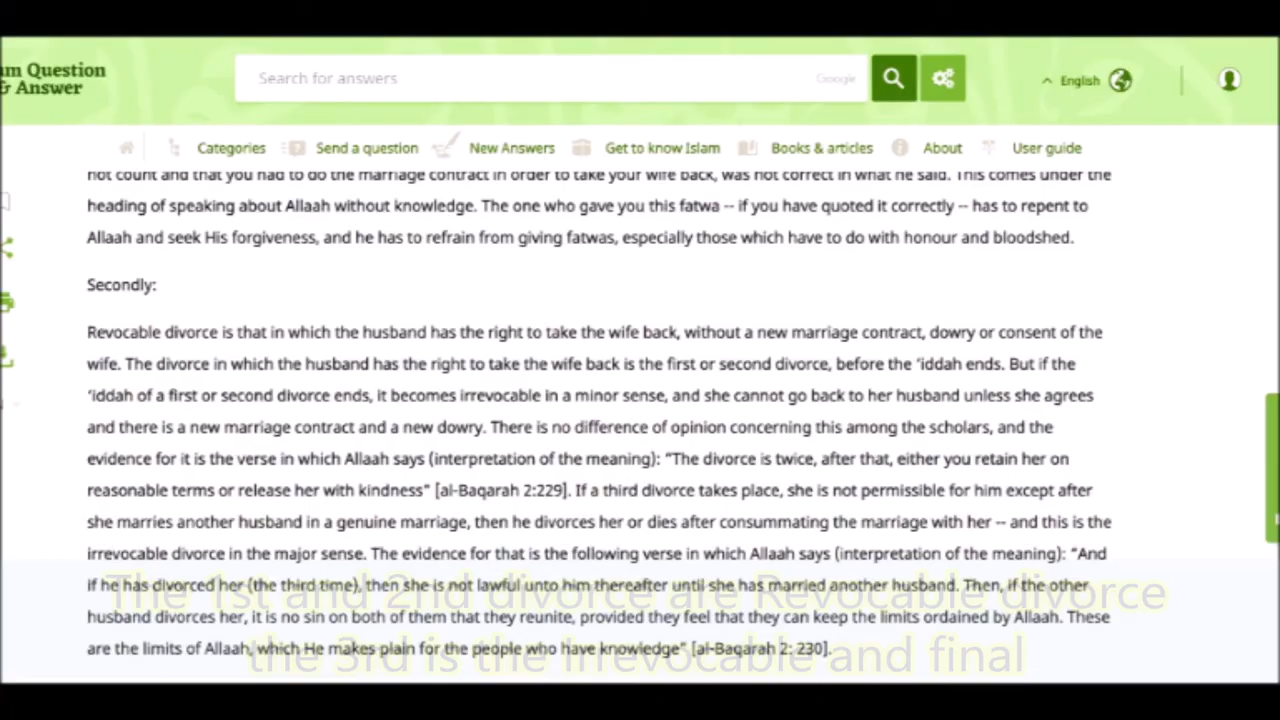 um Question
& Answer
Search for answers
Google
English
Categories
Send a question
New Answers
Get to know Islam
Books & articles
About
User guide
not count and that you had to do the marriage contract in order to take your wife back, was not correct in what he said. This comes under the
heading of speaking about Allaah without knowledge. The one who gave you this fatwa -- if you have quoted it correctly -- has to repent to
Allaah and seek His forgiveness, and he has to refrain from giving fatwas, especially those which have to do with honour and bloodshed.
Secondly:
Revocable divorce is that in which the husband has the right to take the wife back, without a new marriage contract, dowry or consent of the
wife. The divorce in which the husband has the right to take the wife back is the first or second divorce, before the ‘iddah ends. But if the
‘iddah of a first or second divorce ends, it becomes irrevocable in a minor sense, and she cannot go back to her husband unless she agrees
and there is a new marriage contract and a new dowry. There is no difference of opinion concerning this among the scholars, and the
evidence for it is the verse in which Allaah says (interpretation of the meaning): “The divorce is twice, after that, either you retain her on
reasonable terms or release her with kindness” [al-Baqarah 2:229]. If a third divorce takes place, she is not permissible for him except after
she marries another husband in a genuine marriage, then he divorces her or dies after consummating the marriage with her -- and this is the
irrevocable divorce in the major sense. The evidence for that is the following verse in which Allaah says (interpretation of the meaning): “And
if he has divorced her (the third time), then she is not lawful unto him thereafter until she has married another husband. Then, if the other
husband divorces her, it is no sin on both of them that they reunite, provided they feel that they can keep the limits ordained by Allaah. These
are the limits of Allaah, which He makes plain for the people who have knowledge” [al-Baqarah 2: 230].
The 1st and 2nd divorce are Revocable divorce
the 3rd is the irrevocable and final